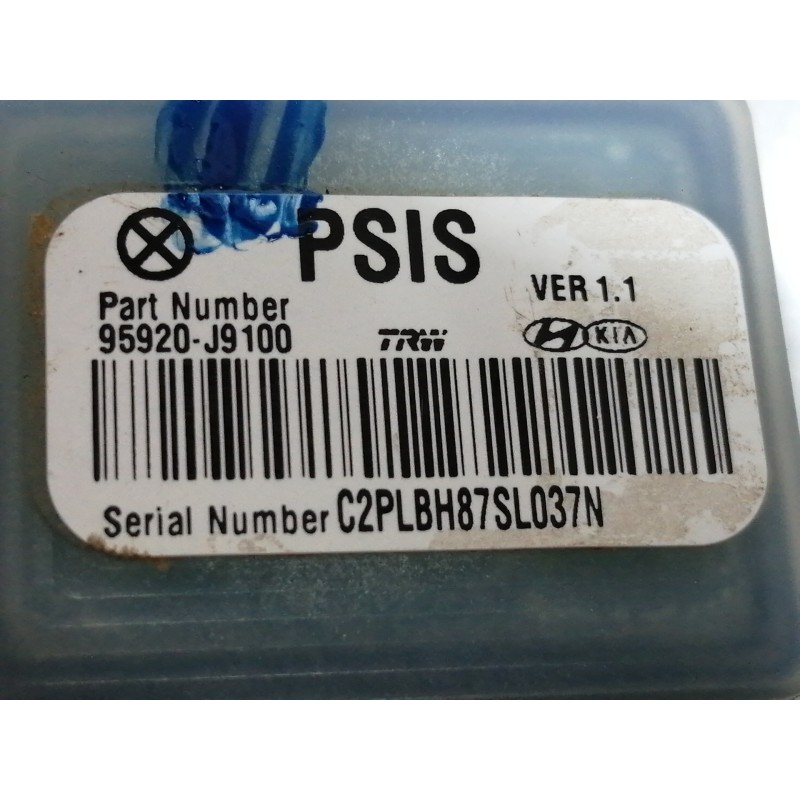 PSIS
VER 1.1
Part Number
95920-J9100
TRW
KIA
Serial Number C2PLBH87SL037N